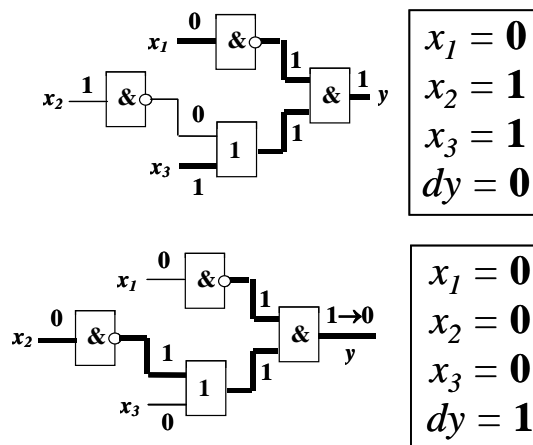 0
x1
&
1
x1 = 0
1
x2
&
0
&
1
y
x2 = 1
1
1
x3
1
x3 = 1
dy = 0
0
x1
&
1
x1 = 0
0
x2
&
1
&
1→0
y
x2 = 0
1
1
x3
0
x3 = 0
dy = 1